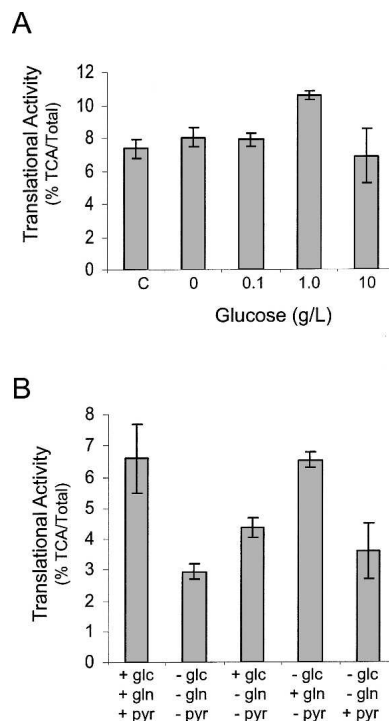 A
Translational Activity
(% TCA/Total)
12
10
8
6
4
2
0
C 0 0.1 1.0 10
Glucose (g/L)
B
Translational Activity
(% TCA/Total)
8
7
6
5
4
3
2
1
0
+ glc - glc + glc - glc - glc
+ gln - gln - gln + gln - gln
+ pyr - pyr - pyr - pyr + pyr